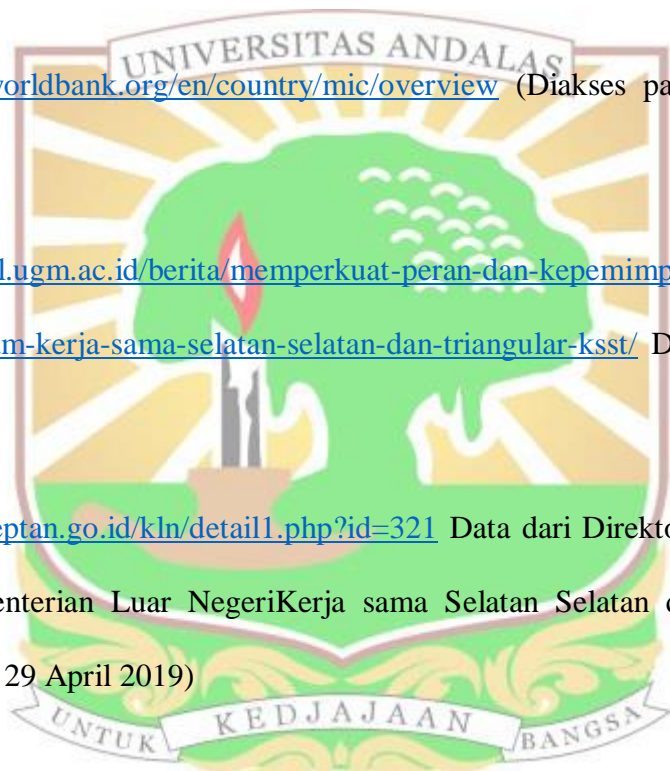 UNIVERSITAS ANDALAS
worldbank.org/en/country/mic/overview (Diakses pa
l.ugm.ac.id/berita/memperkuat-peran-dan-kepemimp
m-kerja-sama-selatan-selatan-dan-triangular-ksst/ D
eptan.go.id/kln/detail1.php?id=321 Data dari Direkto
enterian Luar NegeriKerja sama Selatan Selatan d
29 April 2019)
UNTUK KEDJAJAAN BANGSA